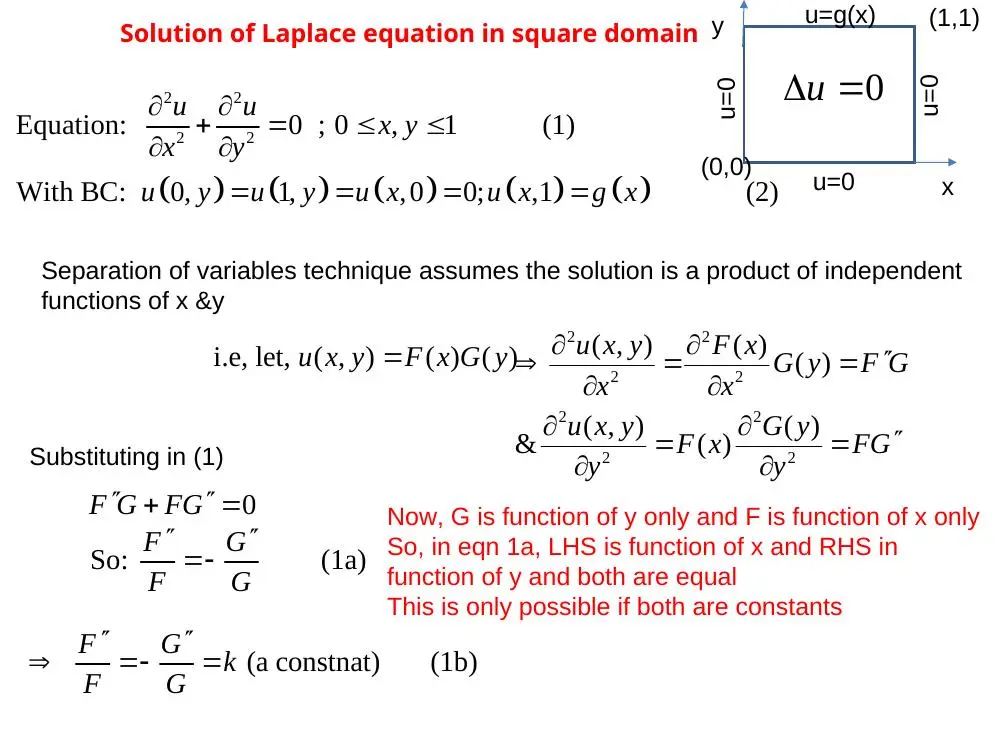 Solution of Laplace equation in square domain
y
u=g(x)
(1,1)
u=0
Δu =0
u=0
(0,0)
u=0
x
Equation: ∂²u/∂x² + ∂²u/∂y² =0 ; 0 ≤ x, y ≤1 (1)
With BC: u(0, y) =u(1, y) =u(x,0) =0; u(x,1) =g(x) (2)
Separation of variables technique assumes the solution is a product of independent
functions of x &y
i.e, let, u(x, y) =F(x)G(y) ⇒ ∂²u(x, y)/∂x² = ∂²F(x)/∂x² G(y) =F″G
& ∂²u(x, y)/∂y² =F(x) ∂²G(y)/∂y² =FG″
Substituting in (1)
F″G + FG″ =0
So: F″/F =- G″/G (1a)
Now, G is function of y only and F is function of x only
So, in eqn 1a, LHS is function of x and RHS in
function of y and both are equal
This is only possible if both are constants
⇒ F″/F =- G″/G =k (a constnat) (1b)